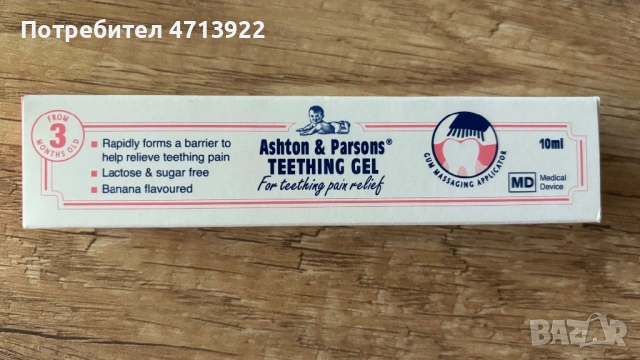 Потребител 4713922
FROM
3
MONTHS OLD
Rapidly forms a barrier to
help relieve teething pain
Lactose & sugar free
Banana flavoured
Ashton & Parsons®
TEETHING GEL
For teething pain relief
GUM MASSAGING APPLICATOR
10ml
MD Medical
Device
BAZAR